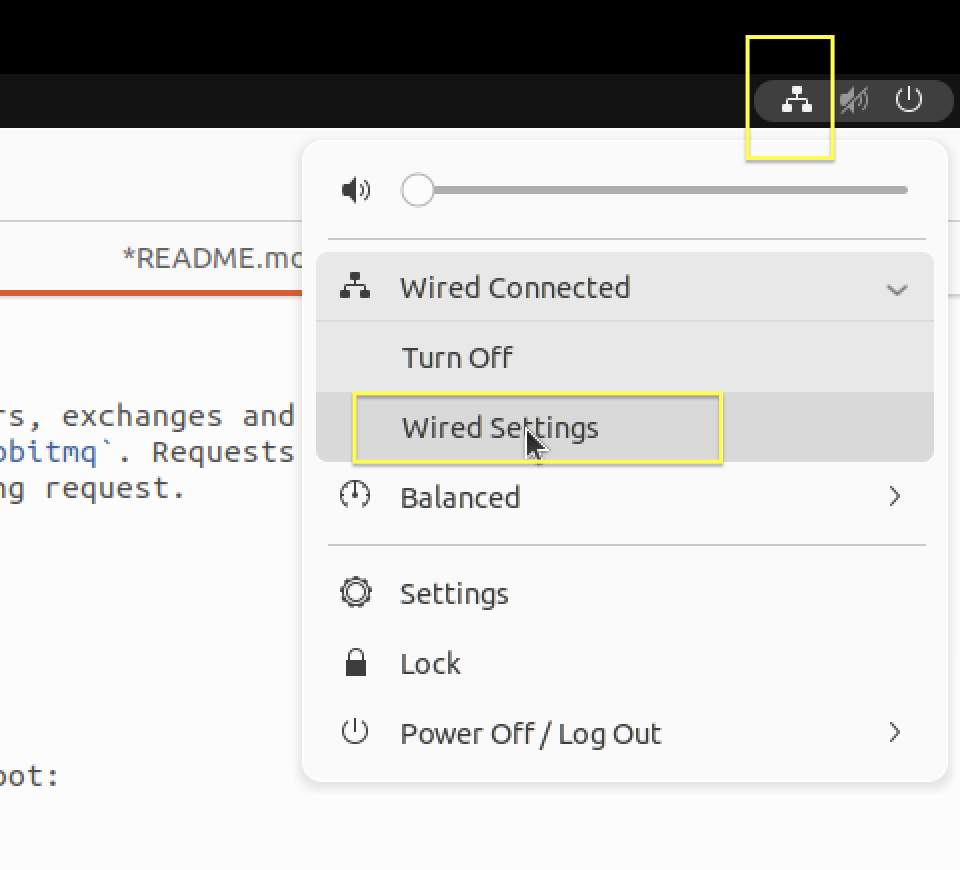 *README.mc
Wired Connected
Turn Off
rs, exchanges and
Wired Settings
bbitmq`. Requests
ng request.
Balanced
Settings
Lock
Power Off / Log Out
oot: